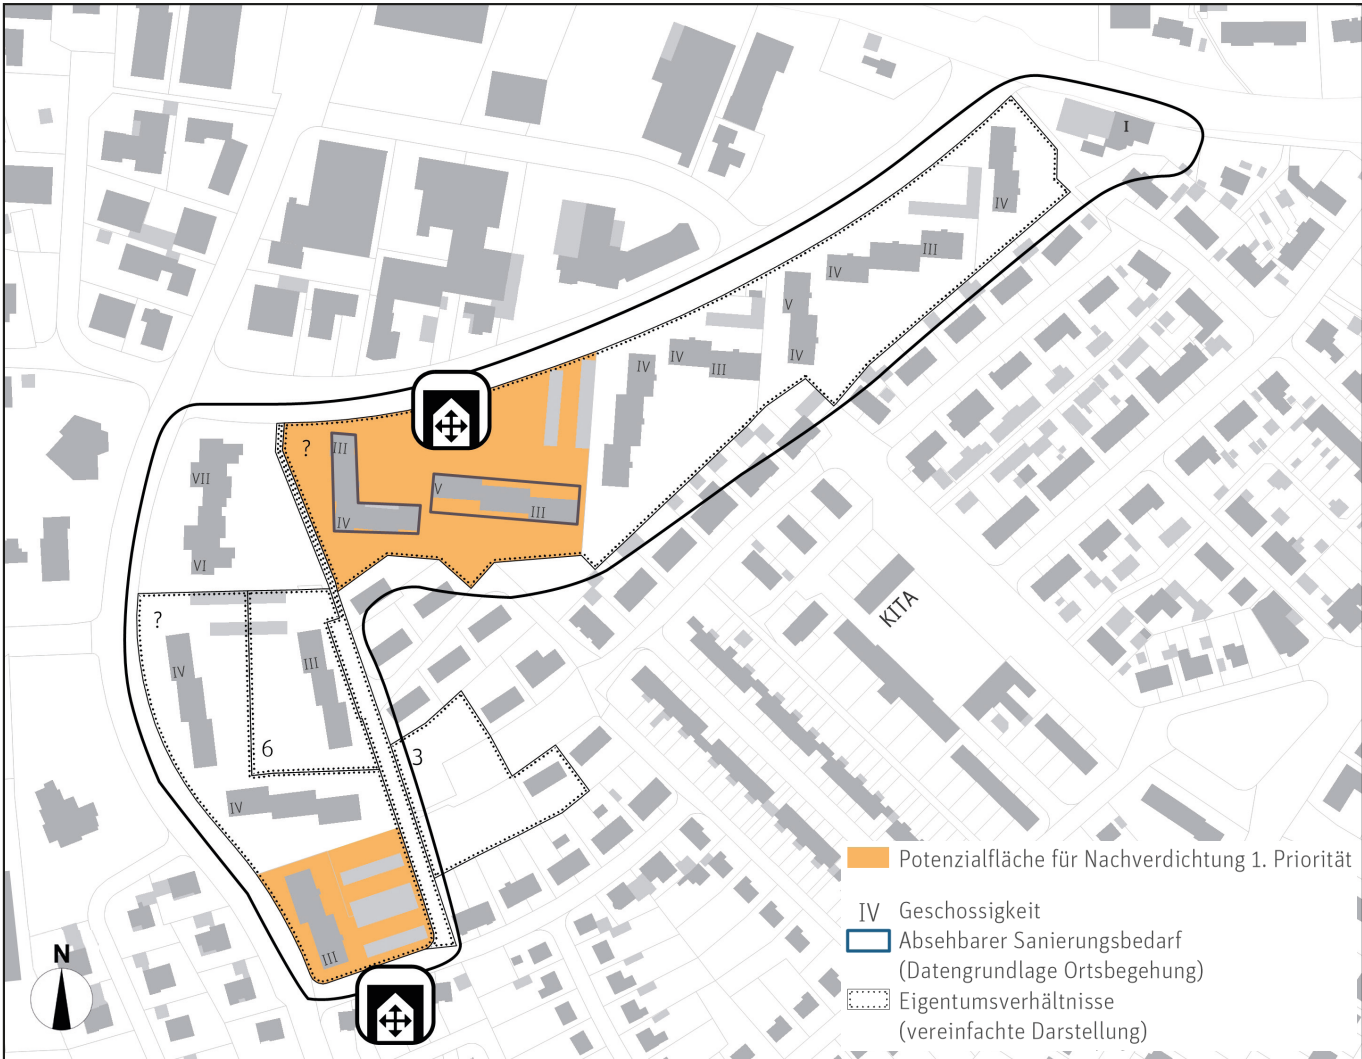 I
IV
III
IV
V
IV
IV
III
IV
?
III
V
III
IV
VII
VI
?
IV
III
6
3
IV
III
KITA
N
Potenzialfläche für Nachverdichtung 1. Priorität
IV Geschossigkeit
Absehbarer Sanierungsbedarf
(Datengrundlage Ortsbegehung)
Eigentumsverhältnisse
(vereinfachte Darstellung)